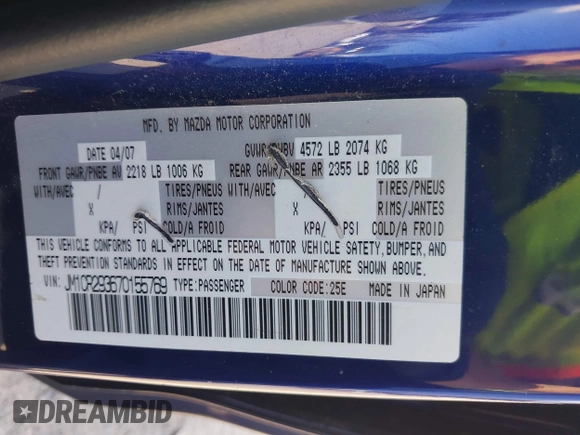 MFD. BY MAZDA MOTOR CORPORATION
DATE 04/07 GVWR/PNBV 4572 LB 2074 KG
FRONT GAWR/PNBE AV 2218 LB 1006 KG REAR GAWR/PNBE AR 2355 LB 1068 KG
WITH/AVEC / TIRES/PNEUS WITH/AVEC / TIRES/PNEUS
X RIMS/JANTES X RIMS/JANTES
KPA/ PSI COLD/A FROID KPA/ PSI COLD/A FROID
THIS VEHICLE CONFORMS TO ALL APPLICABLE FEDERAL MOTOR VEHICLE SAFETY, BUMPER, AND
THEFT PREVENTION STANDARDS IN EFFECT ON THE DATE OF MANUFACTURE SHOWN ABOVE.
VIN: JM1CR293570155769 TYPE:PASSENGER COLOR CODE:25E MADE IN JAPAN
DREAMBID